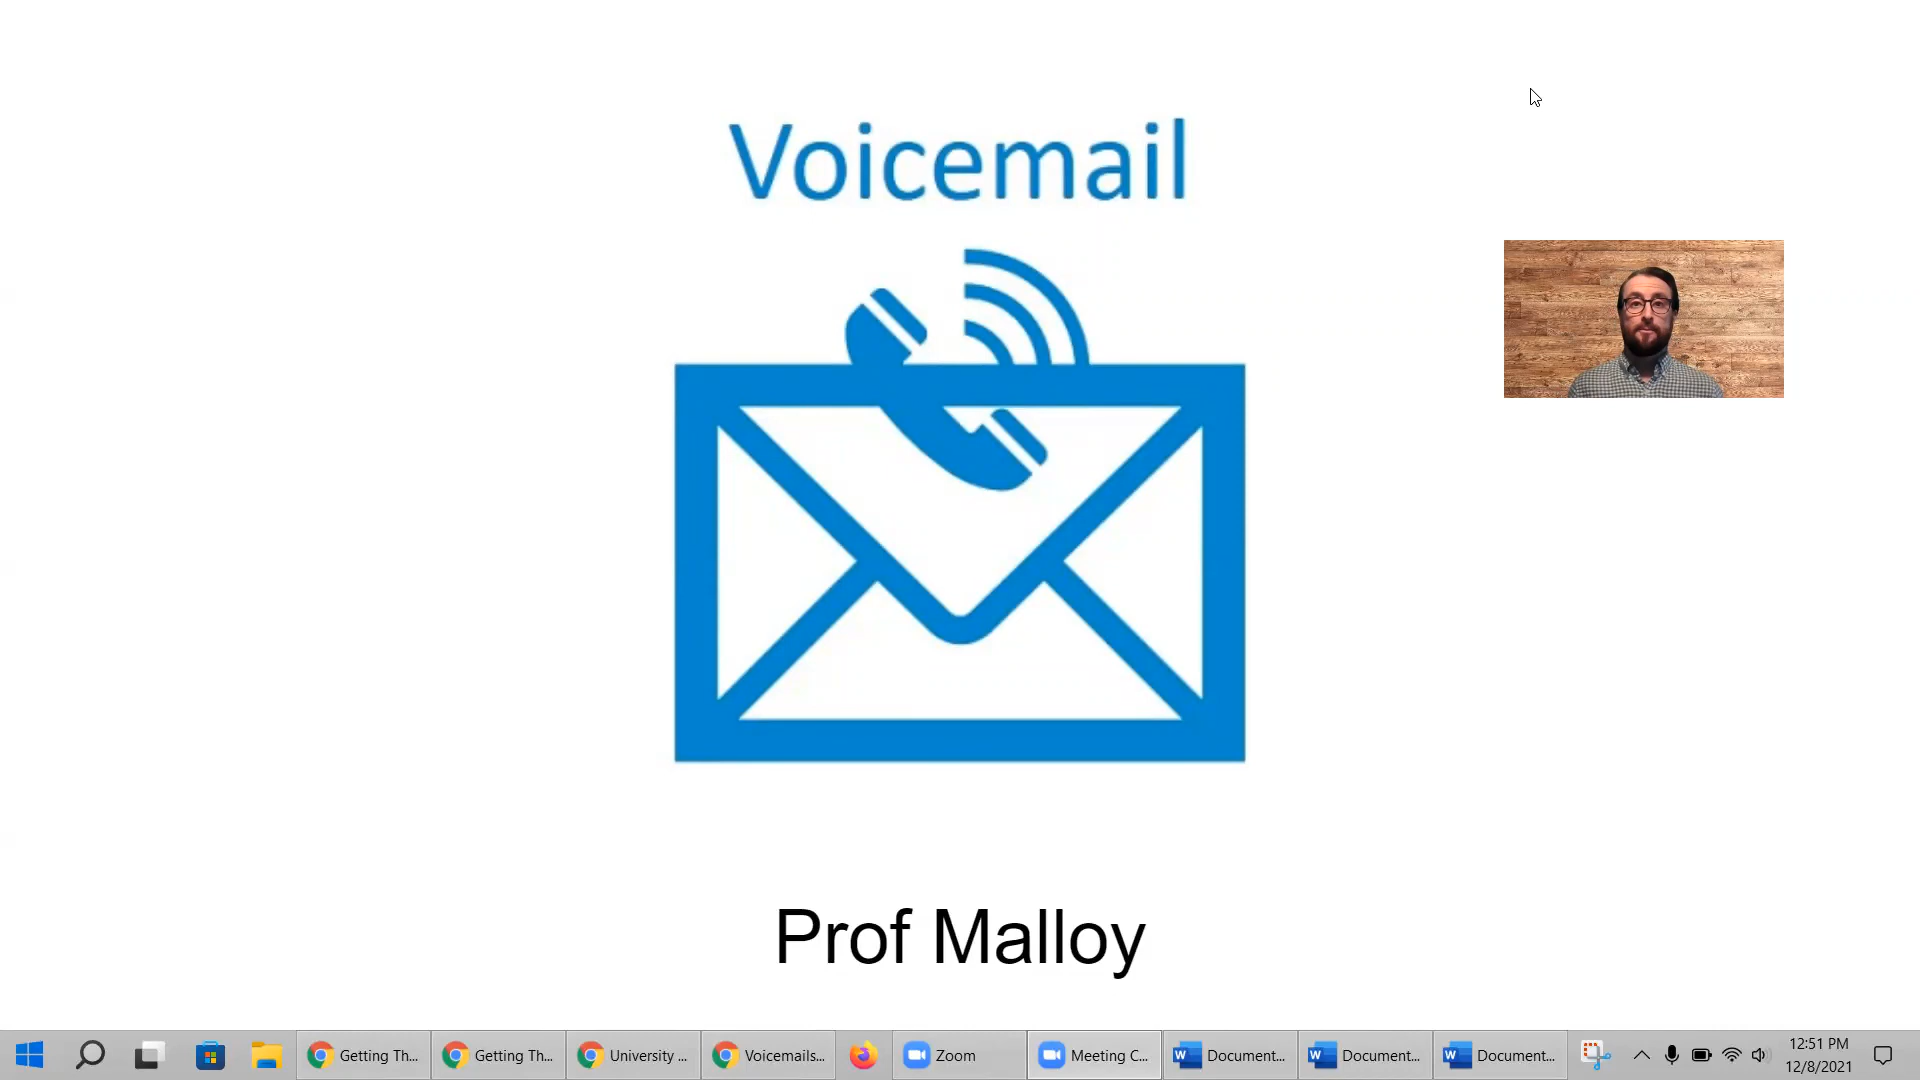 Voicemail
Prof Malloy
Getting Th...
Getting Th...
University ...
Voicemails...
Zoom
Meeting C...
Document...
Document...
Document...
12:51 PM
12/8/2021